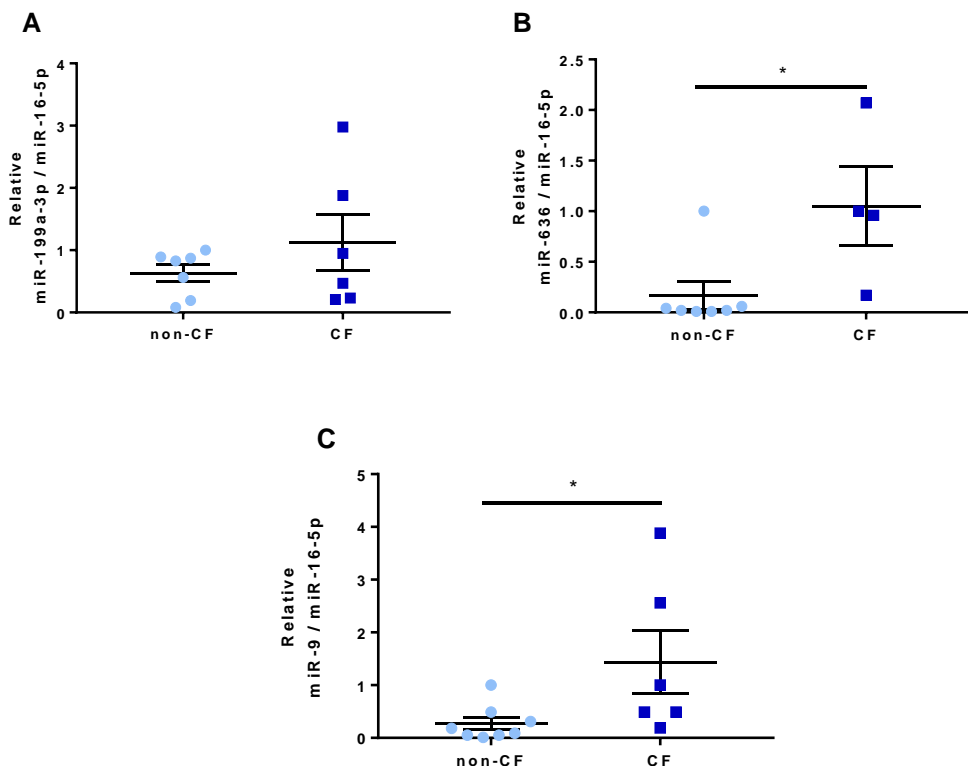 A
Relative
miR-199a-3p / miR-16-5p
4
3
2
1
0
non-CF
CF
B
Relative
miR-636 / miR-16-5p
2.5
2.0
1.5
1.0
0.5
0.0
*
non-CF
CF
C
Relative
miR-9 / miR-16-5p
5
4
3
2
1
0
*
non-CF
CF